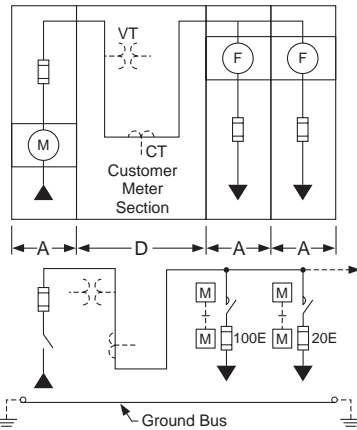 VT
F
F
M
CT
Customer
Meter
Section
A
D
A
A
M
M
M
M
100E
20E
Ground Bus